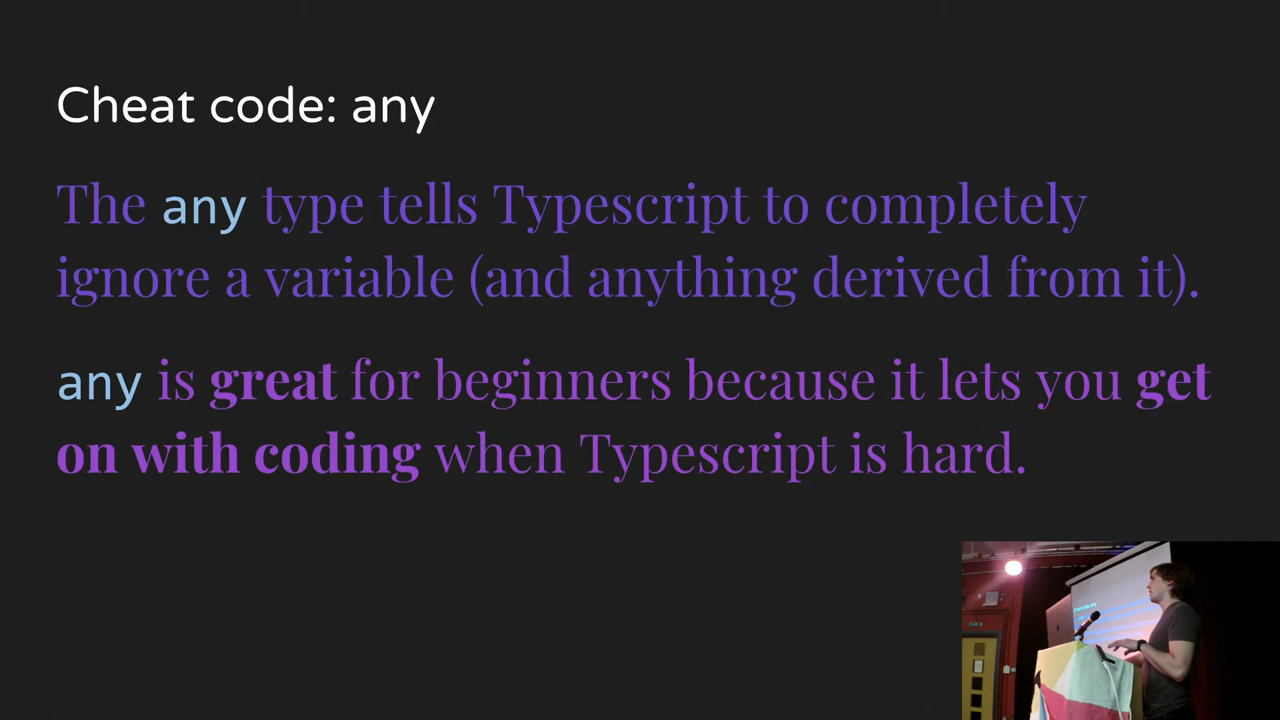 Cheat code: any
The any type tells Typescript to completely
ignore a variable (and anything derived from it).
any is great for beginners because it lets you get
on with coding when Typescript is hard.